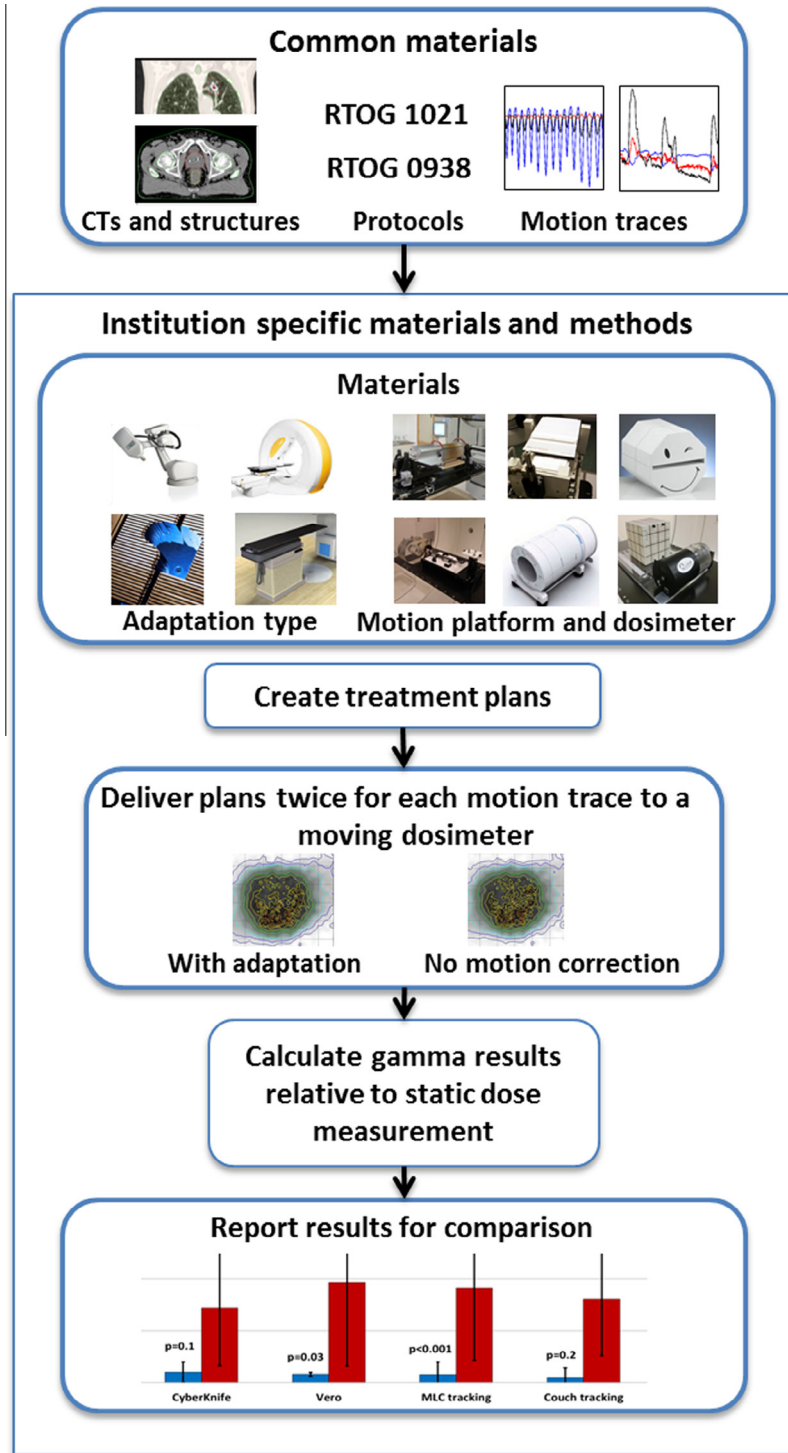 Common materials
RTOG 1021
RTOG 0938
CTs and structures
Protocols
Motion traces
Institution specific materials and methods
Materials
Adaptation type
Motion platform and dosimeter
Create treatment plans
Deliver plans twice for each motion trace to a
moving dosimeter
With adaptation
No motion correction
Calculate gamma results
relative to static dose
measurement
Report results for comparison
p=0.1
p=0.03
p<0.001
p=0.2
CyberKnife
Vero
MLC tracking
Couch tracking